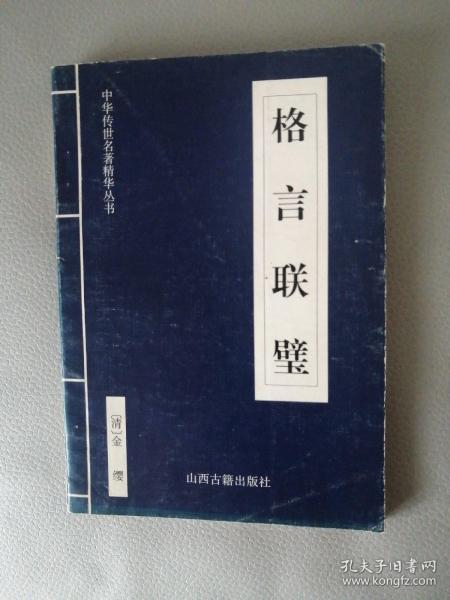 中华传世名著精华丛书
格言联璧
〔清〕金缨
山西古籍出版社
孔夫子旧书网
www.kongfz.com